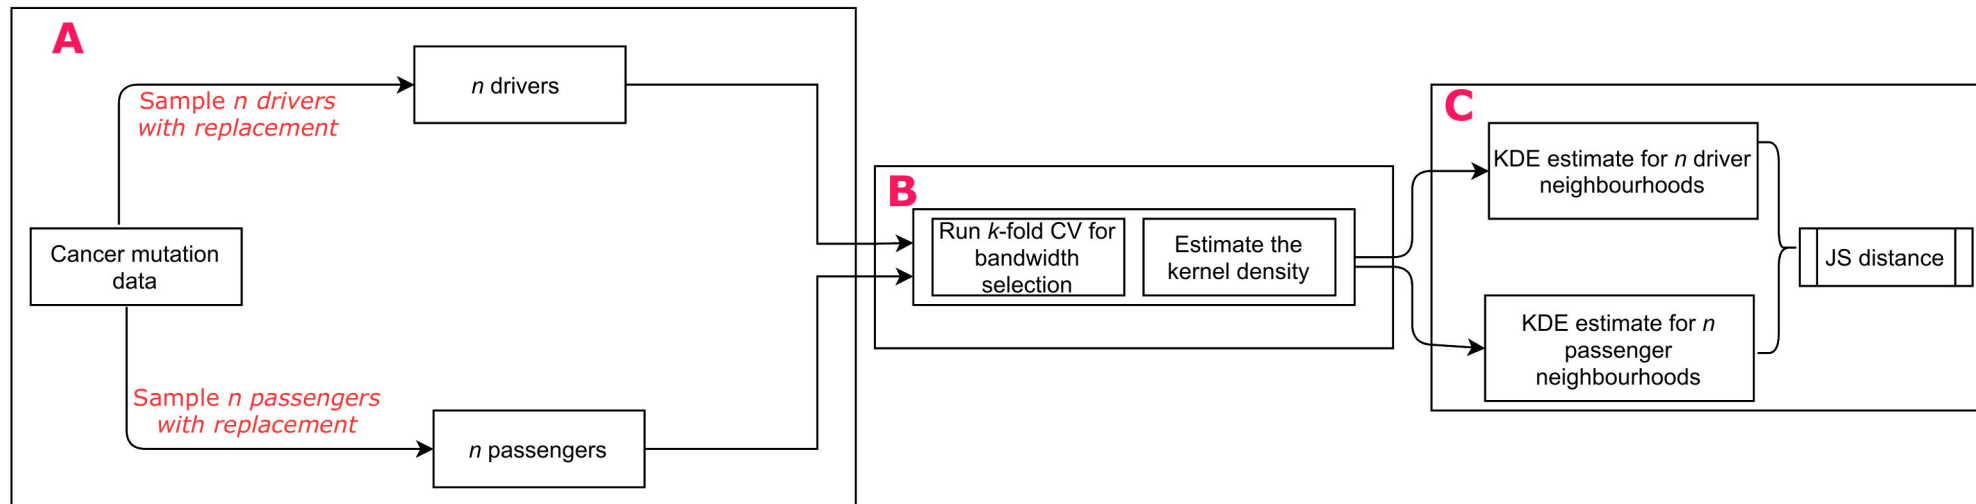 A
Sample n drivers
with replacement
n drivers
Cancer mutation
data
Sample n passengers
with replacement
n passengers
B
Run k-fold CV for
bandwidth
selection
Estimate the
kernel density
C
KDE estimate for n driver
neighbourhoods
KDE estimate for n
passenger
neighbourhoods
JS distance